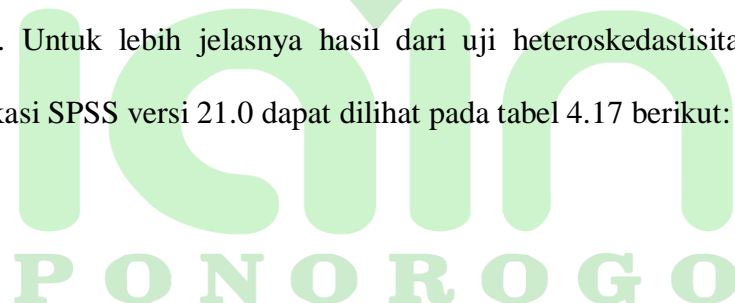 . Untuk lebih jelasnya hasil dari uji heteroskedastisita
kasi SPSS versi 21.0 dapat dilihat pada tabel 4.17 berikut:
iain
PONOROGO